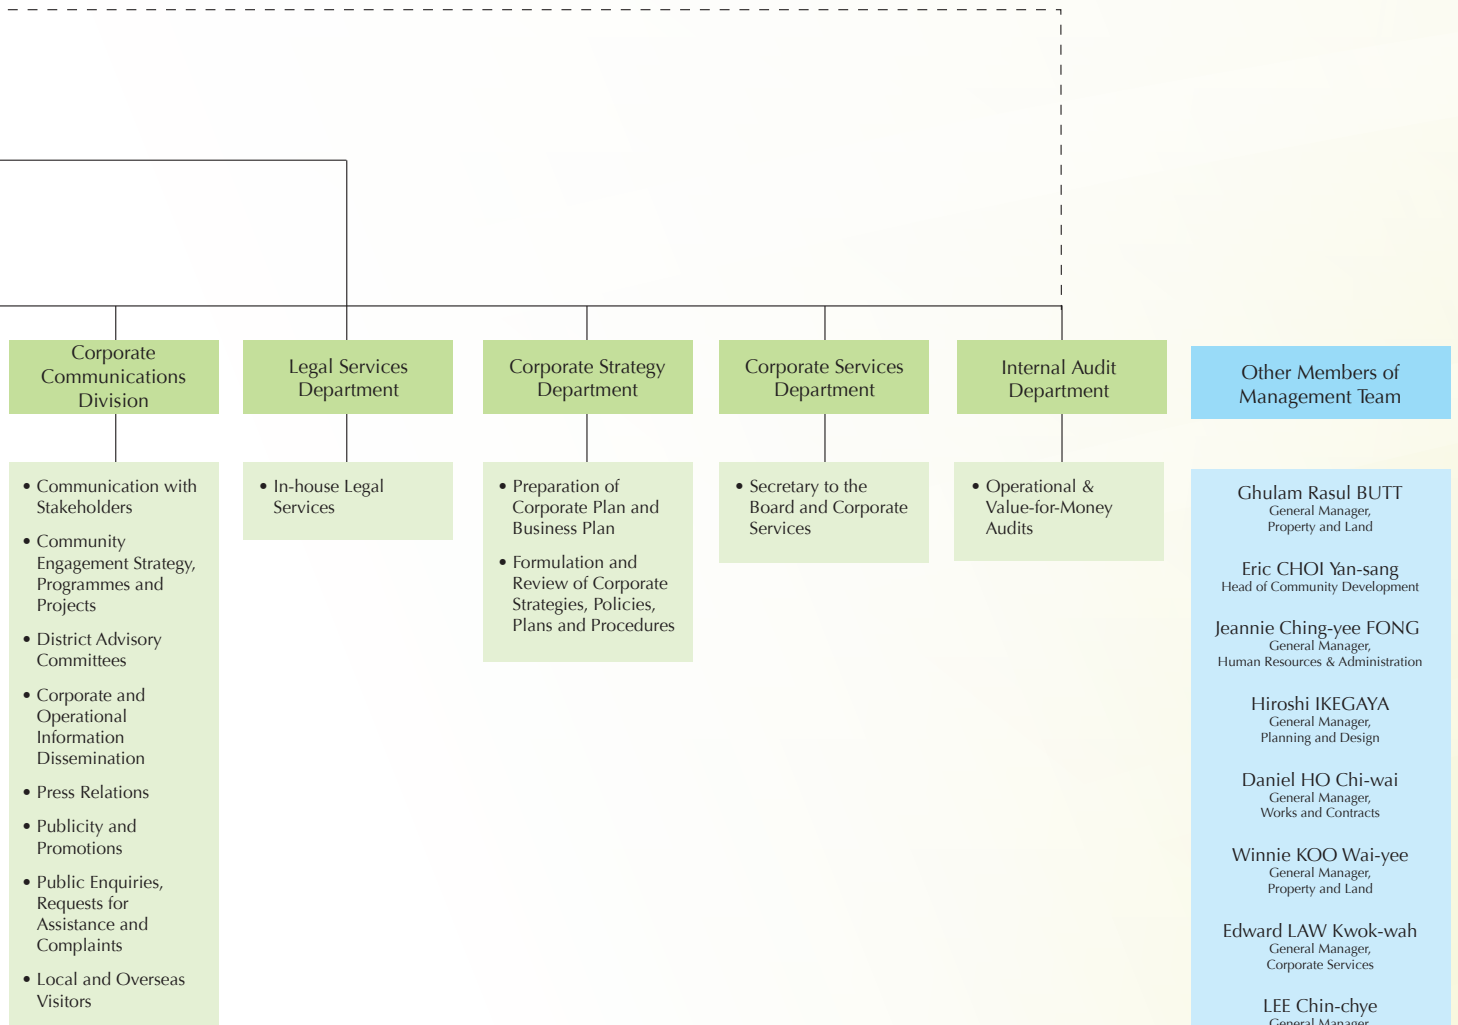 Corporate
Communications
Division
• Communication with
Stakeholders
• Community
Engagement Strategy,
Programmes and
Projects
• District Advisory
Committees
• Corporate and
Operational
Information
Dissemination
• Press Relations
• Publicity and
Promotions
• Public Enquiries,
Requests for
Assistance and
Complaints
• Local and Overseas
Visitors
Legal Services
Department
• In-house Legal
Services
Corporate Strategy
Department
• Preparation of
Corporate Plan and
Business Plan
• Formulation and
Review of Corporate
Strategies, Policies,
Plans and Procedures
Corporate Services
Department
• Secretary to the
Board and Corporate
Services
Internal Audit
Department
• Operational &
Value-for-Money
Audits
Other Members of
Management Team
Ghulam Rasul BUTT
General Manager,
Property and Land
Eric CHOI Yan-sang
Head of Community Development
Jeannie Ching-yee FONG
General Manager,
Human Resources & Administration
Hiroshi IKEGAYA
General Manager,
Planning and Design
Daniel HO Chi-wai
General Manager,
Works and Contracts
Winnie KOO Wai-yee
General Manager,
Property and Land
Edward LAW Kwok-wah
General Manager,
Corporate Services
LEE Chin-chye
General Manager